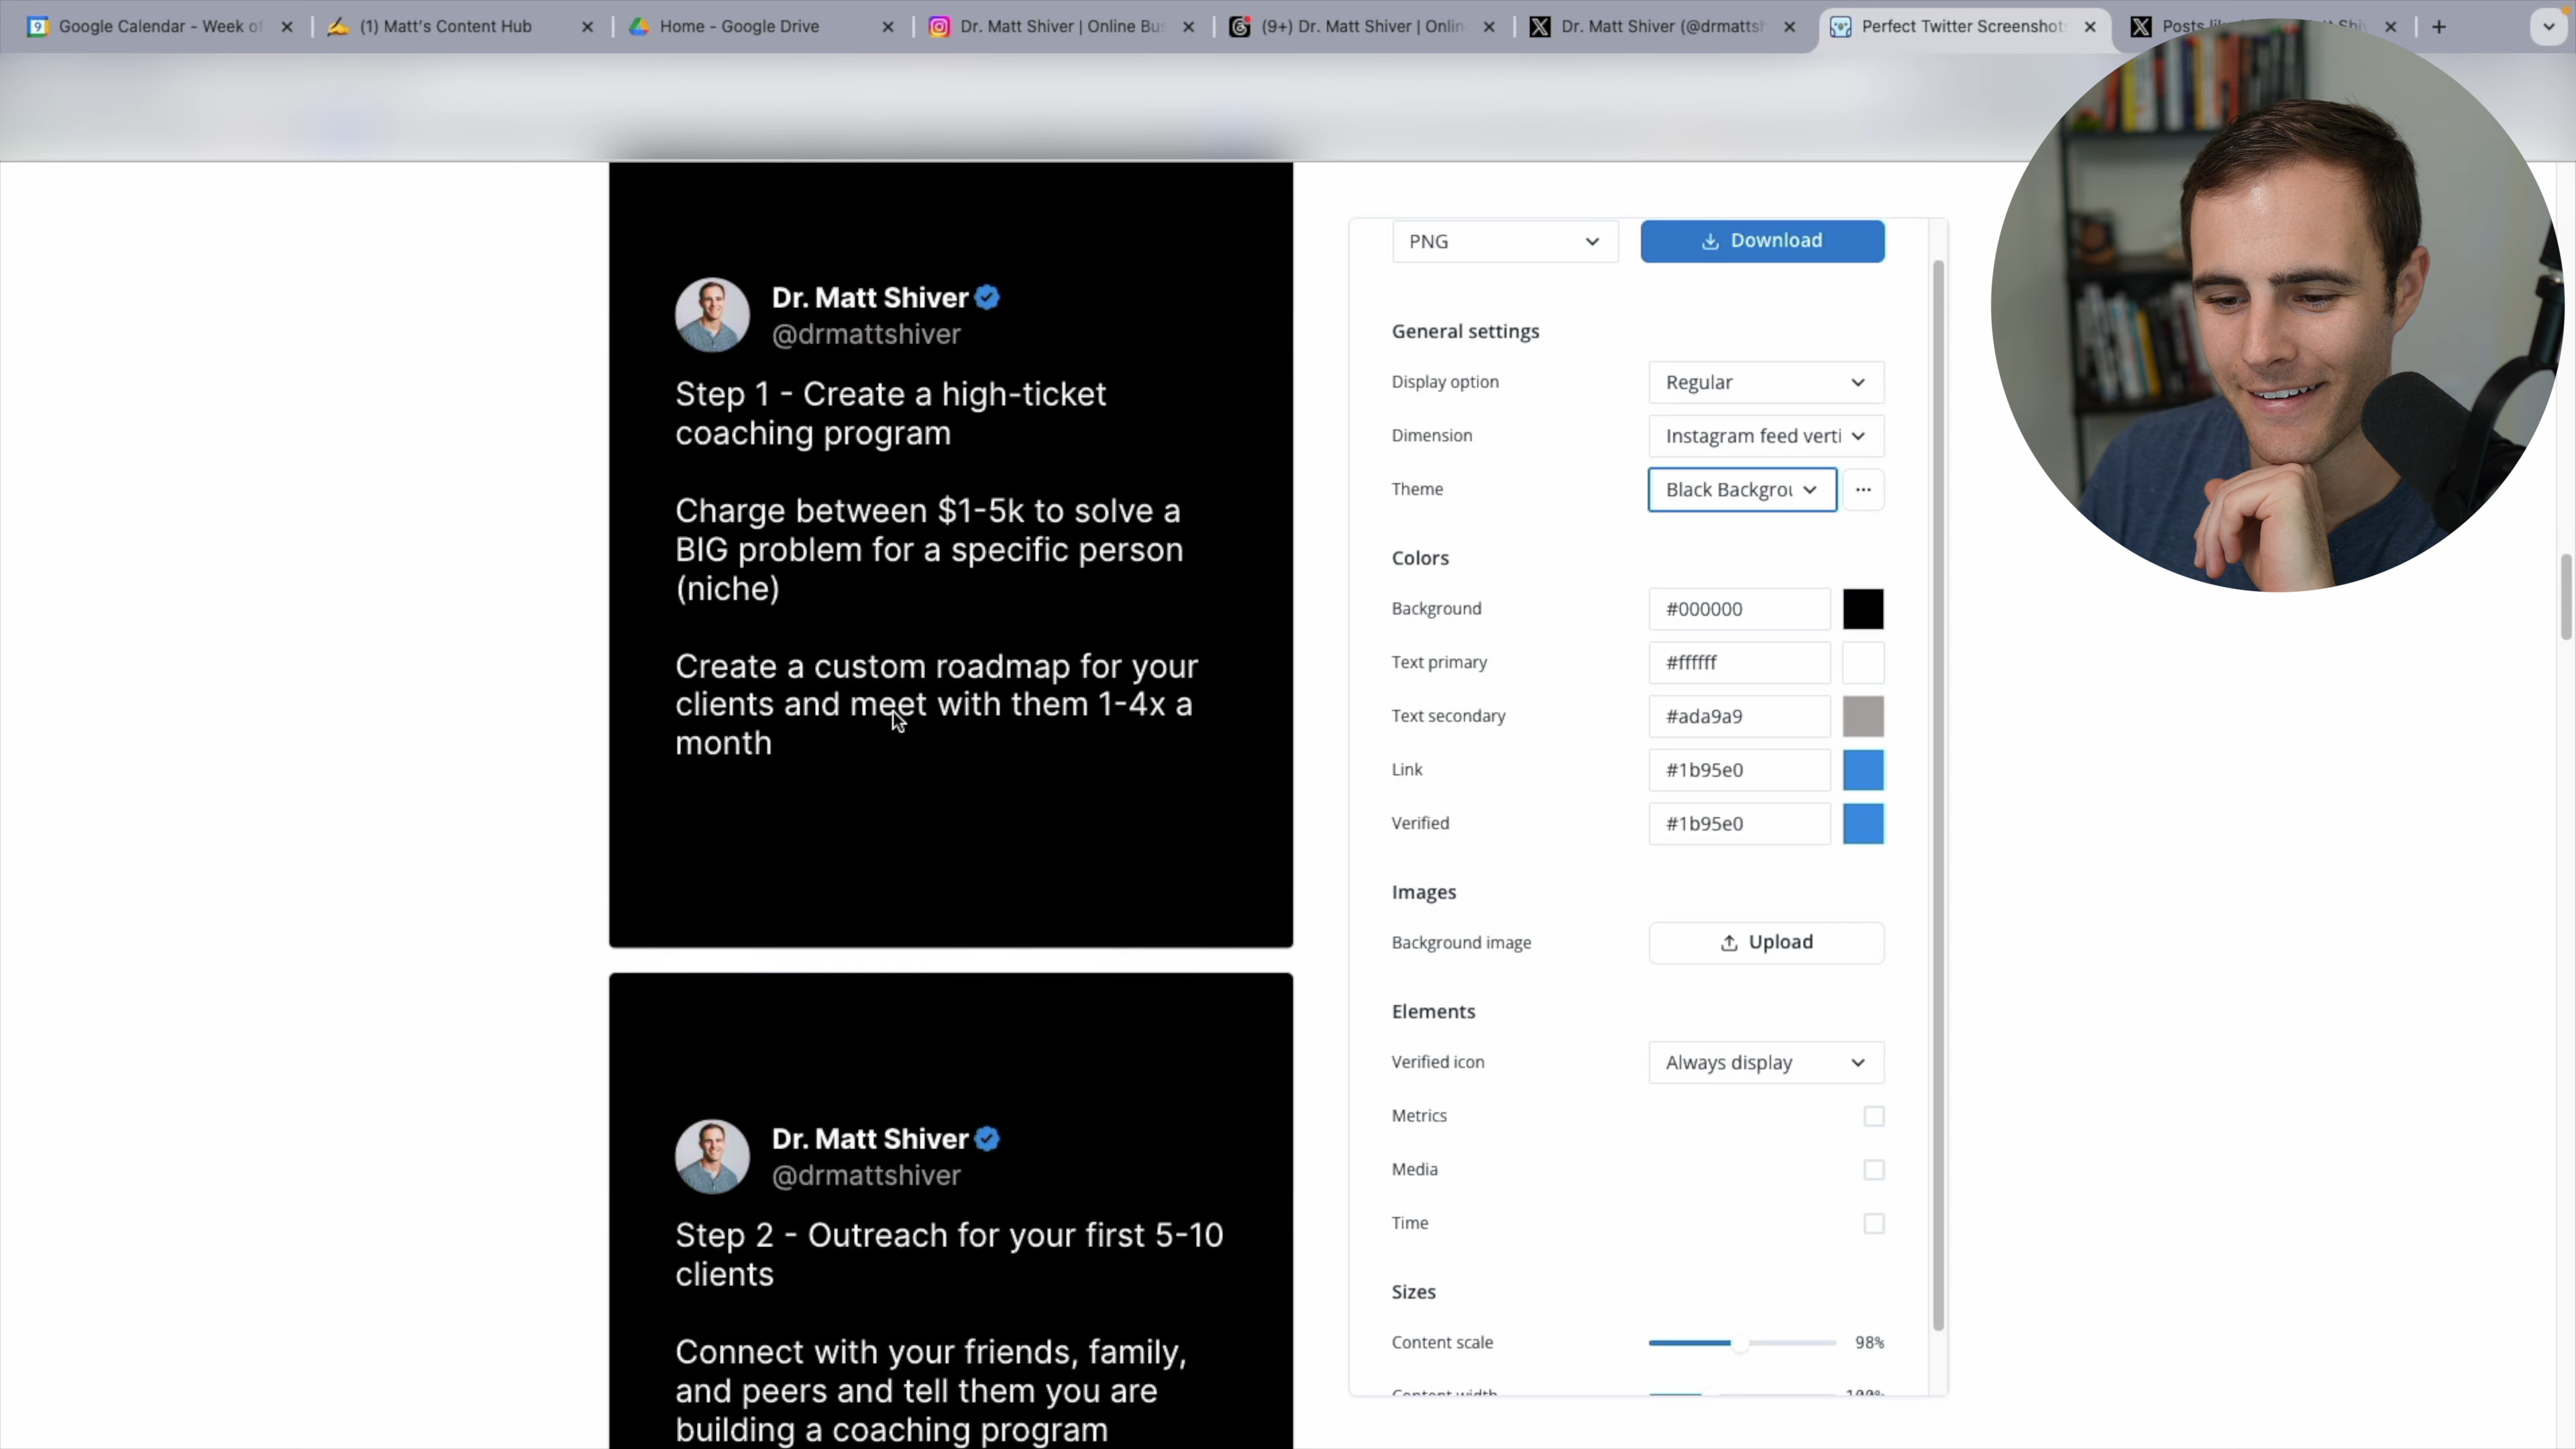 9
Google Calendar - Week of
(1) Matt's Content Hub
Home - Google Drive
Dr. Matt Shiver | Online Bus
(9+) Dr. Matt Shiver | Onlin
Dr. Matt Shiver (@drmattsh
Perfect Twitter Screenshot
Dr. Matt Shiver
@drmattshiver
Step 1 - Create a high-ticket
coaching program
Charge between $1-5k to solve a
BIG problem for a specific person
(niche)
Create a custom roadmap for your
clients and meet with them 1-4x a
month
Dr. Matt Shiver
@drmattshiver
Step 2 - Outreach for your first 5-10
clients
Connect with your friends, family,
and peers and tell them you are
building a coaching program
PNG
Download
General settings
Display option
Regular
Dimension
Instagram feed verti
Theme
Black Backgrou
Colors
Background
#000000
Text primary
#ffffff
Text secondary
#ada9a9
Link
#1b95e0
Verified
#1b95e0
Images
Background image
Upload
Elements
Verified icon
Always display
Metrics
Media
Time
Sizes
Content scale
98%
Content width
100%